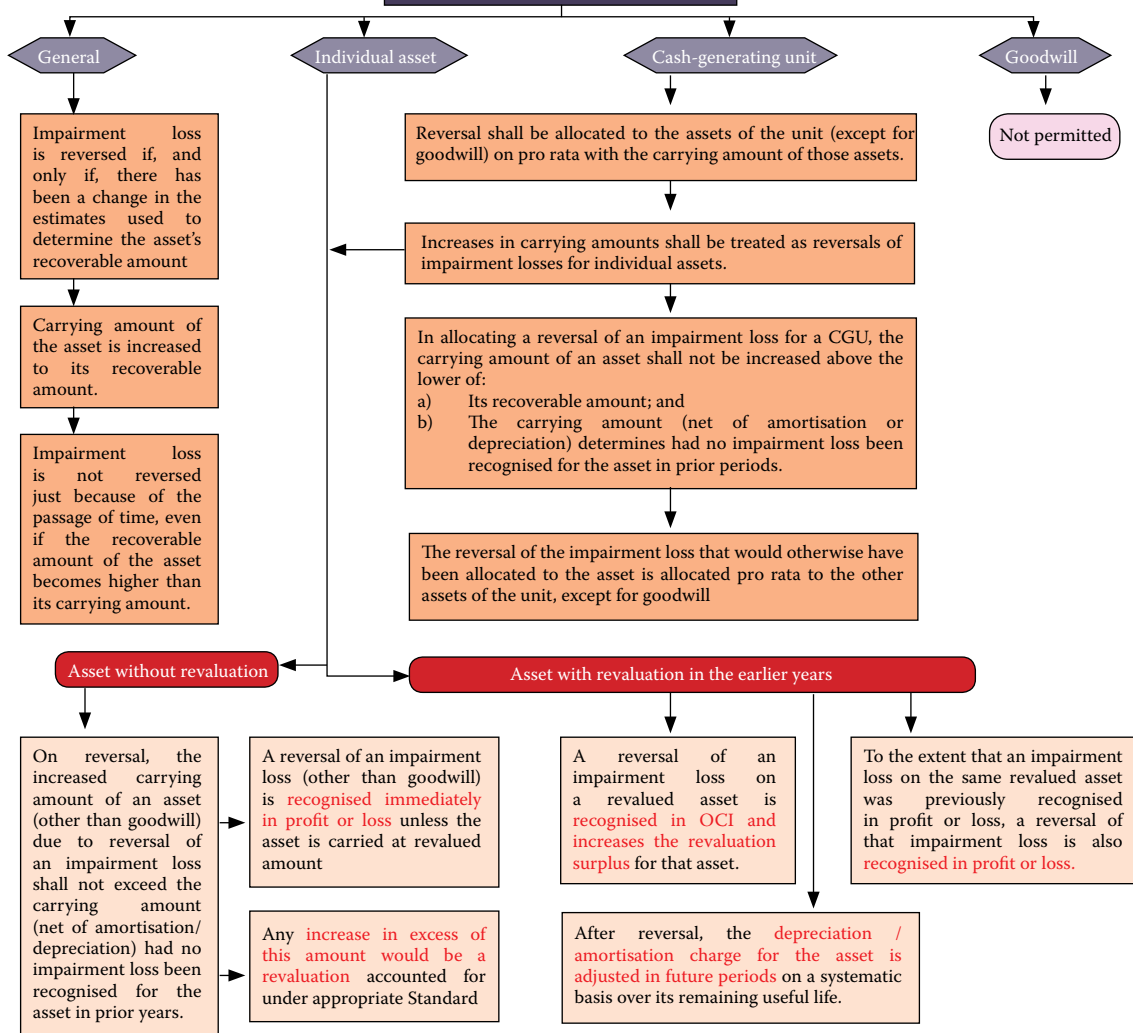 General
Individual asset
Cash-generating unit
Goodwill
Impairment loss
is reversed if, and
only if, there has
been a change in the
estimates used to
determine the asset's
recoverable amount
Carrying amount of
the asset is increased
to its recoverable
amount.
Impairment loss
is not reversed
just because of the
passage of time, even
if the recoverable
amount of the asset
becomes higher than
its carrying amount.
Reversal shall be allocated to the assets of the unit (except for
goodwill) on pro rata with the carrying amount of those assets.
Increases in carrying amounts shall be treated as reversals of
impairment losses for individual assets.
In allocating a reversal of an impairment loss for a CGU, the
carrying amount of an asset shall not be increased above the
lower of:
a) Its recoverable amount; and
b) The carrying amount (net of amortisation or
depreciation) determines had no impairment loss been
recognised for the asset in prior periods.
The reversal of the impairment loss that would otherwise have
been allocated to the asset is allocated pro rata to the other
assets of the unit, except for goodwill
Not permitted
Asset without revaluation
Asset with revaluation in the earlier years
On reversal, the
increased carrying
amount of an asset
(other than goodwill)
due to reversal of
an impairment loss
shall not exceed the
carrying amount
(net of amortisation/
depreciation) had no
impairment loss been
recognised for the
asset in prior years.
A reversal of an impairment
loss (other than goodwill)
is recognised immediately
in profit or loss unless the
asset is carried at revalued
amount
Any increase in excess of
this amount would be a
revaluation accounted for
under appropriate Standard
A reversal of an
impairment loss on
a revalued asset is
recognised in OCI and
increases the revaluation
surplus for that asset.
To the extent that an impairment
loss on the same revalued asset
was previously recognised
in profit or loss, a reversal of
that impairment loss is also
recognised in profit or loss.
After reversal, the depreciation /
amortisation charge for the asset is
adjusted in future periods on a systematic
basis over its remaining useful life.